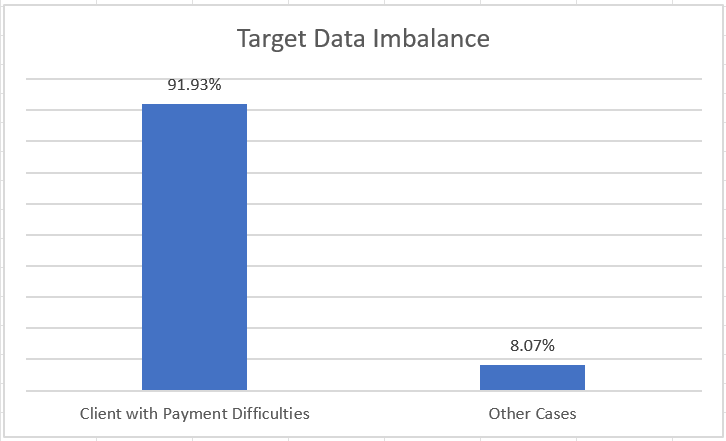 Target Data Imbalance
91.93%
8.07%
Client with Payment Difficulties
Other Cases